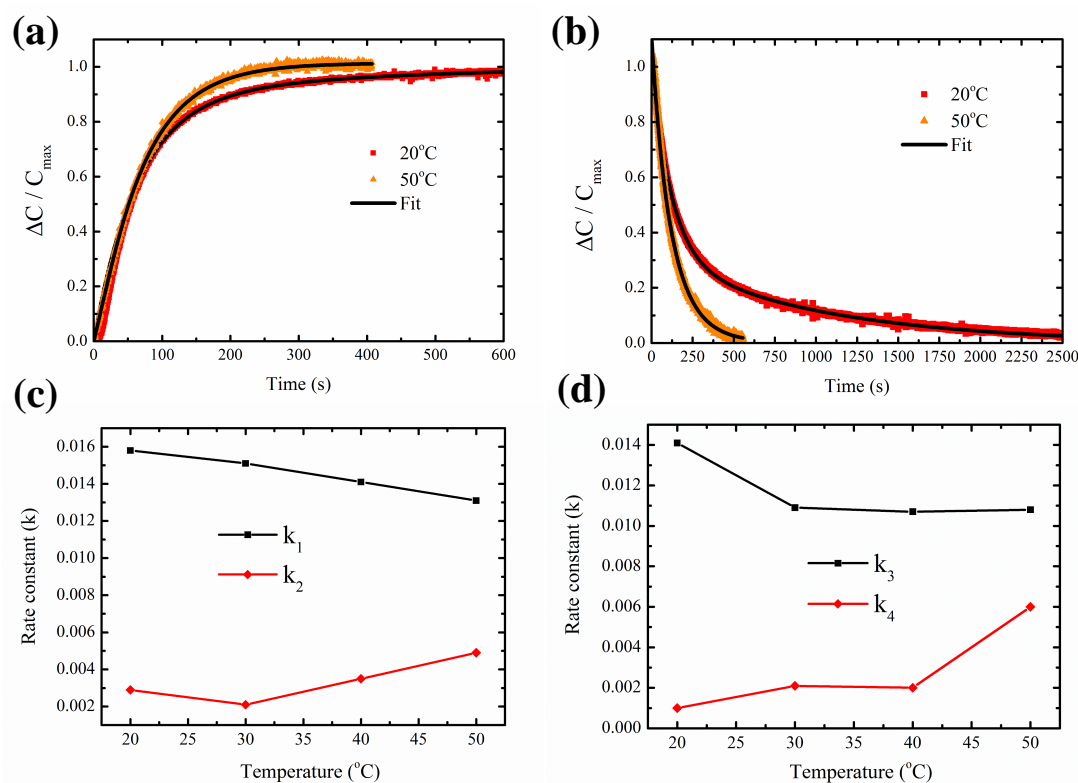 (a)
1.0
0.8
0.6
0.4
0.2
0.0
ΔC / Cmax
20°C
50°C
Fit
0 100 200 300 400 500 600
Time (s)
(b)
1.0
0.8
0.6
0.4
0.2
0.0
ΔC / Cmax
20°C
50°C
Fit
0 250 500 750 1000 1250 1500 1750 2000 2250 2500
Time (s)
(c)
0.016
0.014
0.012
0.010
0.008
0.006
0.004
0.002
Rate constant (k)
k1
k2
20 25 30 35 40 45 50
Temperature (°C)
(d)
0.014
0.012
0.010
0.008
0.006
0.004
0.002
0.000
Rate constant (k)
k3
k4
20 25 30 35 40 45 50
Temperature (°C)